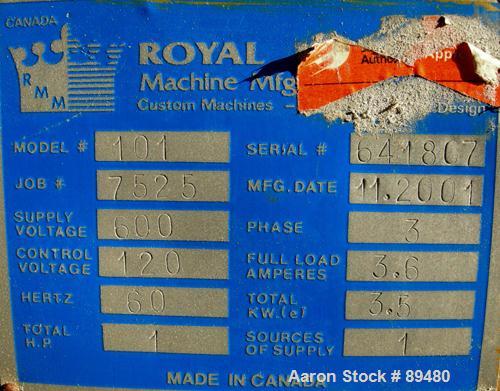 CANADA
RMM
ROYAL
Machine Mfg
Custom Machines –
Design
MODEL # 101 SERIAL # 641807
JOB # 7525 MFG. DATE 11.2001
SUPPLY VOLTAGE 600 PHASE 3
CONTROL VOLTAGE 120 FULL LOAD AMPERES 3.6
HERTZ 60 TOTAL KW.(e) 3.5
TOTAL H.P. 1 SOURCES OF SUPPLY 1
MADE IN CANADA
Aaron Stock # 89480